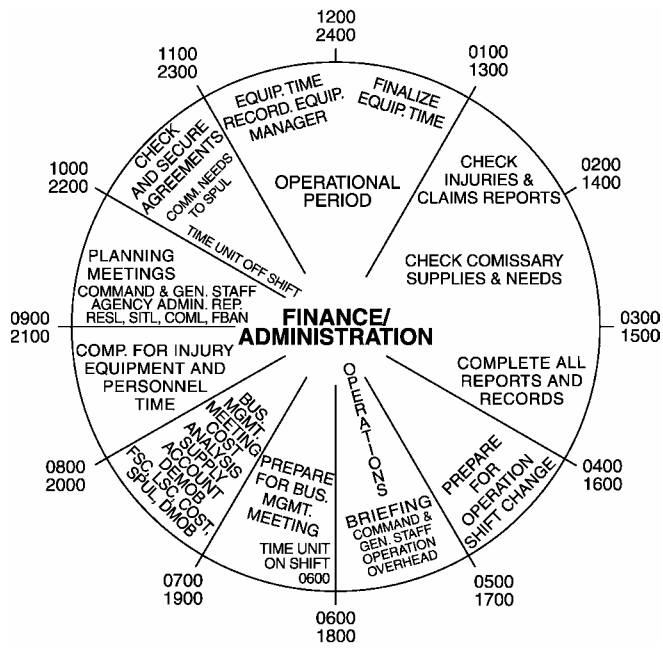 1200
2400
0100
1300
0200
1400
0300
1500
0400
1600
0500
1700
0600
1800
0700
1900
0800
2000
0900
2100
1000
2200
1100
2300
EQUIP. TIME
RECORD. EQUIP.
MANAGER
FINALIZE
EQUIP. TIME
OPERATIONAL
PERIOD
CHECK
INJURIES &
CLAIMS REPORTS
CHECK COMISSARY
SUPPLIES & NEEDS
COMPLETE ALL
REPORTS AND
RECORDS
PREPARE
FOR
OPERATION
SHIFT CHANGE
OPERATIONS
BRIEFING
COMMAND &
GEN. STAFF
OPERATION
OVERHEAD
PREPARE
FOR BUS.
MGMT.
MEETING
TIME UNIT
ON SHIFT
0600
BUS.
MGMT.
MEETING
COST
ANALYSIS
SUPPLY
ACCOUNT
DEMOB
FSC, LSC, COST,
SPUL, DMOB
COMP. FOR INJURY
EQUIPMENT AND
PERSONNEL
TIME
PLANNING
MEETINGS
COMMAND & GEN. STAFF
AGENCY ADMIN. REP.
RESL, SITL, COML, FBAN
TIME UNIT OFF SHIFT
CHECK
AND SECURE
AGREEMENTS
COMM. NEEDS
TO SPUL
FINANCE/
ADMINISTRATION